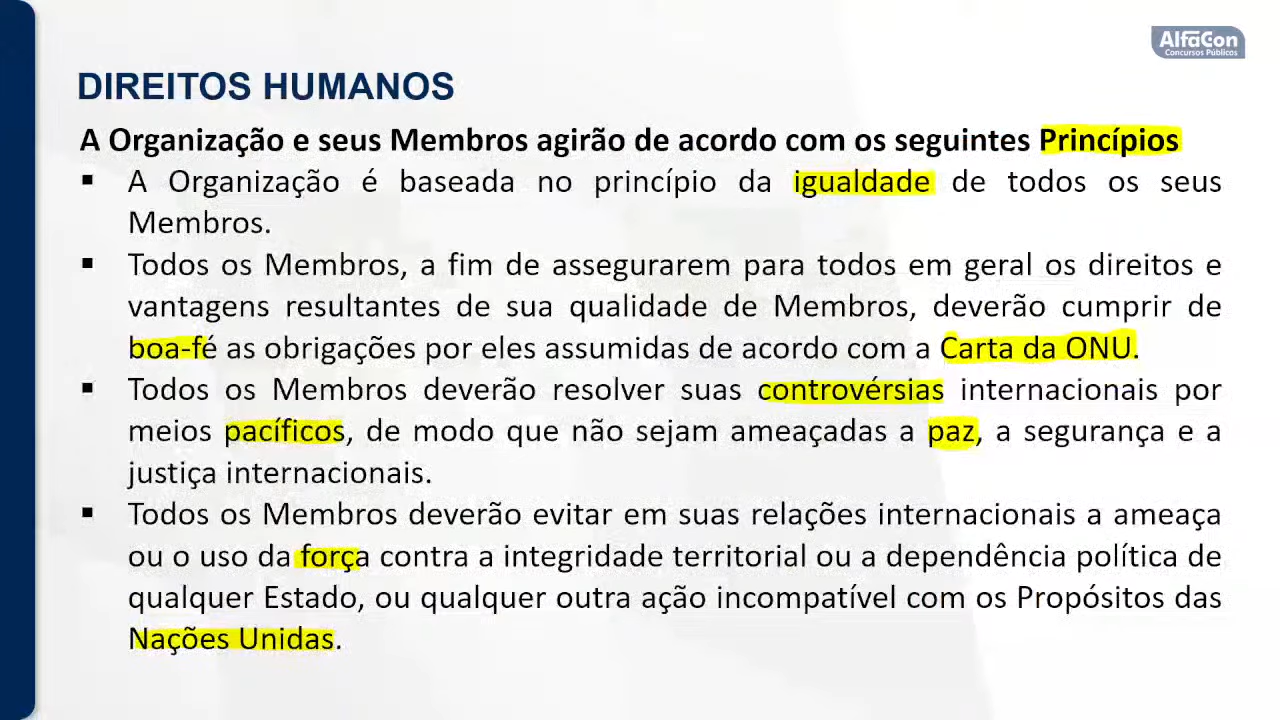 AlfaCon
Concursos Públicos
DIREITOS HUMANOS
A Organização e seus Membros agirão de acordo com os seguintes Princípios
▪ A Organização é baseada no princípio da igualdade de todos os seus
Membros.
▪ Todos os Membros, a fim de assegurarem para todos em geral os direitos e
vantagens resultantes de sua qualidade de Membros, deverão cumprir de
boa-fé as obrigações por eles assumidas de acordo com a Carta da ONU.
▪ Todos os Membros deverão resolver suas controvérsias internacionais por
meios pacíficos, de modo que não sejam ameaçadas a paz, a segurança e a
justiça internacionais.
▪ Todos os Membros deverão evitar em suas relações internacionais a ameaça
ou o uso da força contra a integridade territorial ou a dependência política de
qualquer Estado, ou qualquer outra ação incompatível com os Propósitos das
Nações Unidas.